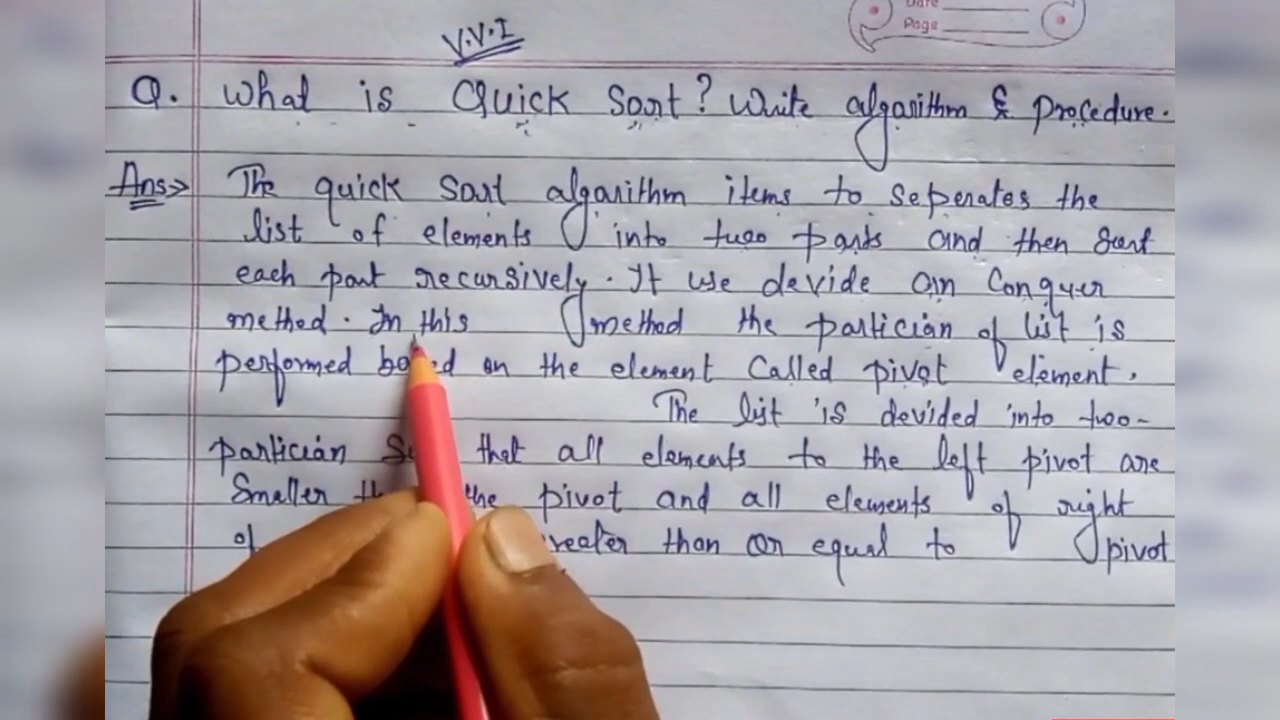 Date
Page
V.V.I
Q. What is Quick Sort? Write algorithm & procedure.
Ans> The quick Sort algorithm items to seperates the
list of elements into two parts and then Sort
each part recursively. It use devide an Conquer
method. In this method the partician of list is
performed based on the element Called pivot element.
The list is devided into two-
partician that all elements to the left pivot are
Smaller the pivot and all elements of right
of than or equal to pivot